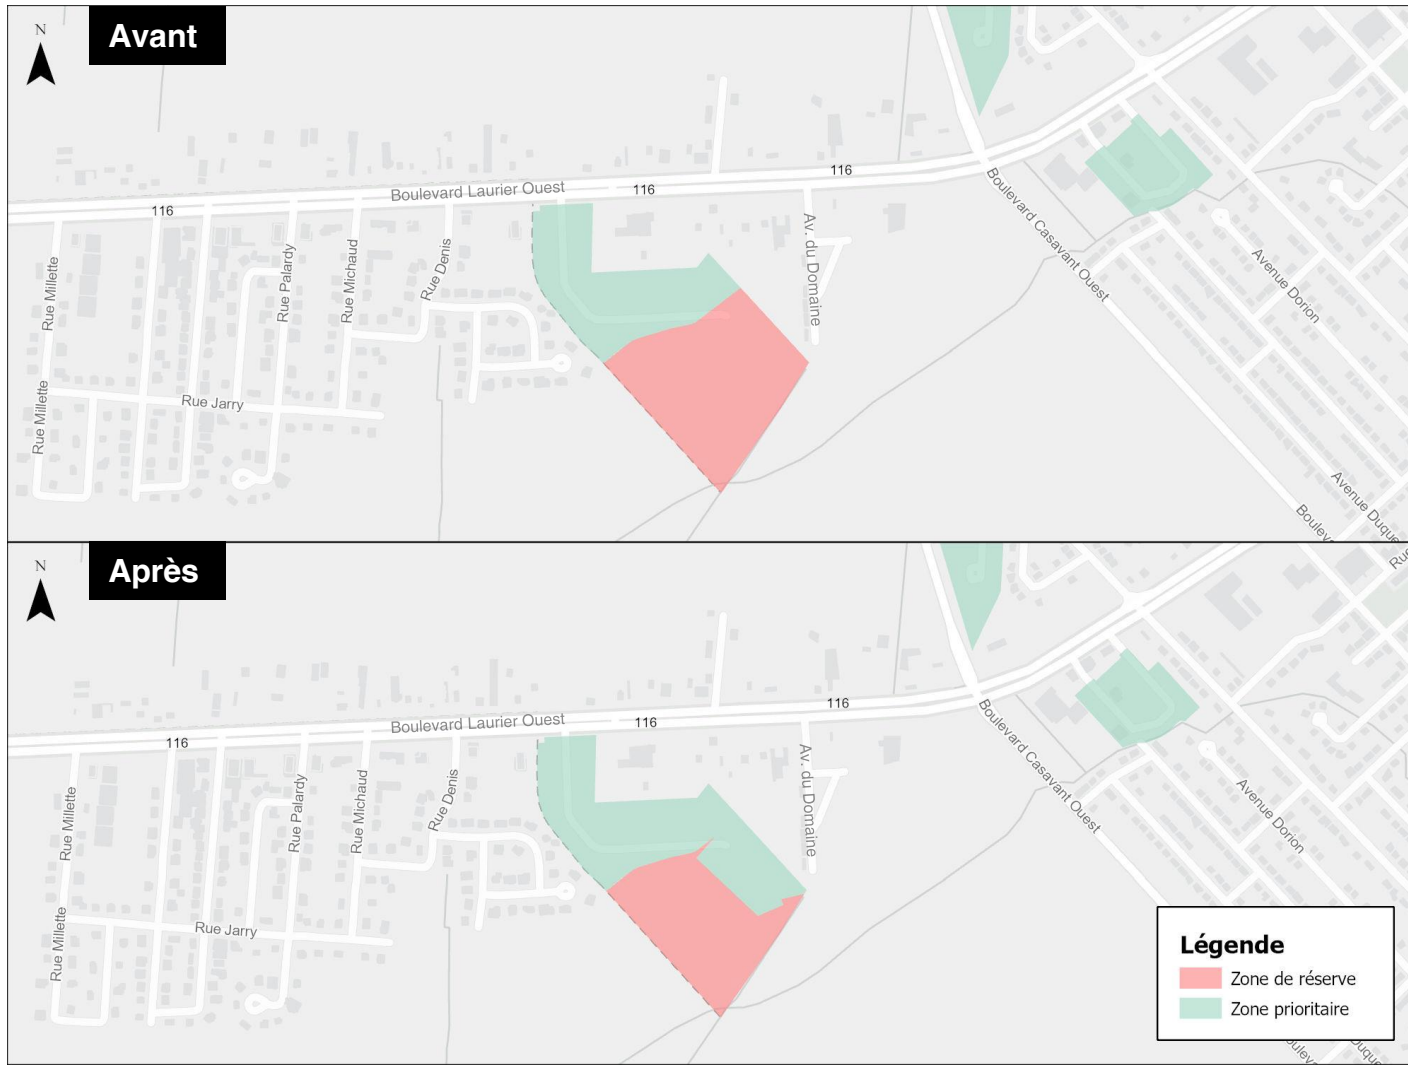 Avant
N
Boulevard Laurier Ouest
116
116
116
Rue Millette
Rue Millette
Rue Palardy
Rue Michaud
Rue Denis
Rue Jarry
Av. du Domaine
Boulevard Casavant Ouest
Avenue Dorion
Avenue Duque
Boulev
Après
N
Rue
Boulevard Laurier Ouest
116
116
116
Rue Millette
Rue Millette
Rue Palardy
Rue Michaud
Rue Denis
Rue Jarry
Av. du Domaine
Boulevard Casavant Ouest
Avenue Dorion
Légende
Zone de réserve
Zone prioritaire